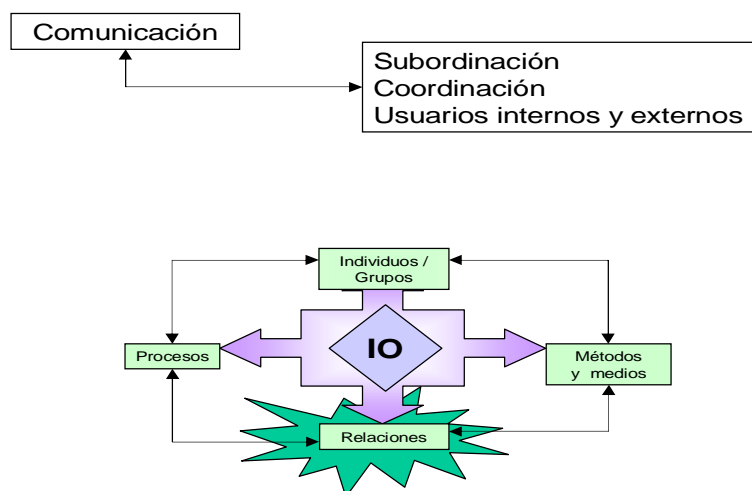 Comunicación
Subordinación
Coordinación
Usuarios internos y externos
Individuos /
Grupos
IO
Procesos
Métodos
y medios
Relaciones